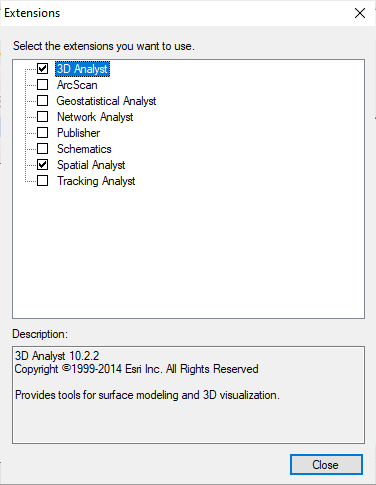 Extensions
Select the extensions you want to use.
3D Analyst
ArcScan
Geostatistical Analyst
Network Analyst
Publisher
Schematics
Spatial Analyst
Tracking Analyst
Description:
3D Analyst 10.2.2
Copyright ©1999-2014 Esri Inc. All Rights Reserved
Provides tools for surface modeling and 3D visualization.
Close